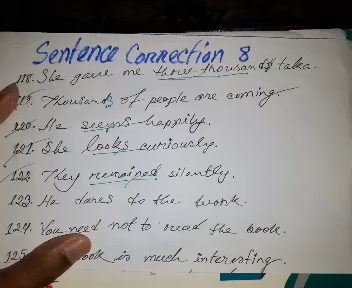 Sentence Correction 8
118. She gave me three thousands taka.
119. Thousands of people are coming
120. He seems happily.
121. She looks curiously.
122. They remained silently.
123. He dares to the work.
124. You need not to read the book.
125. book is much interesting.